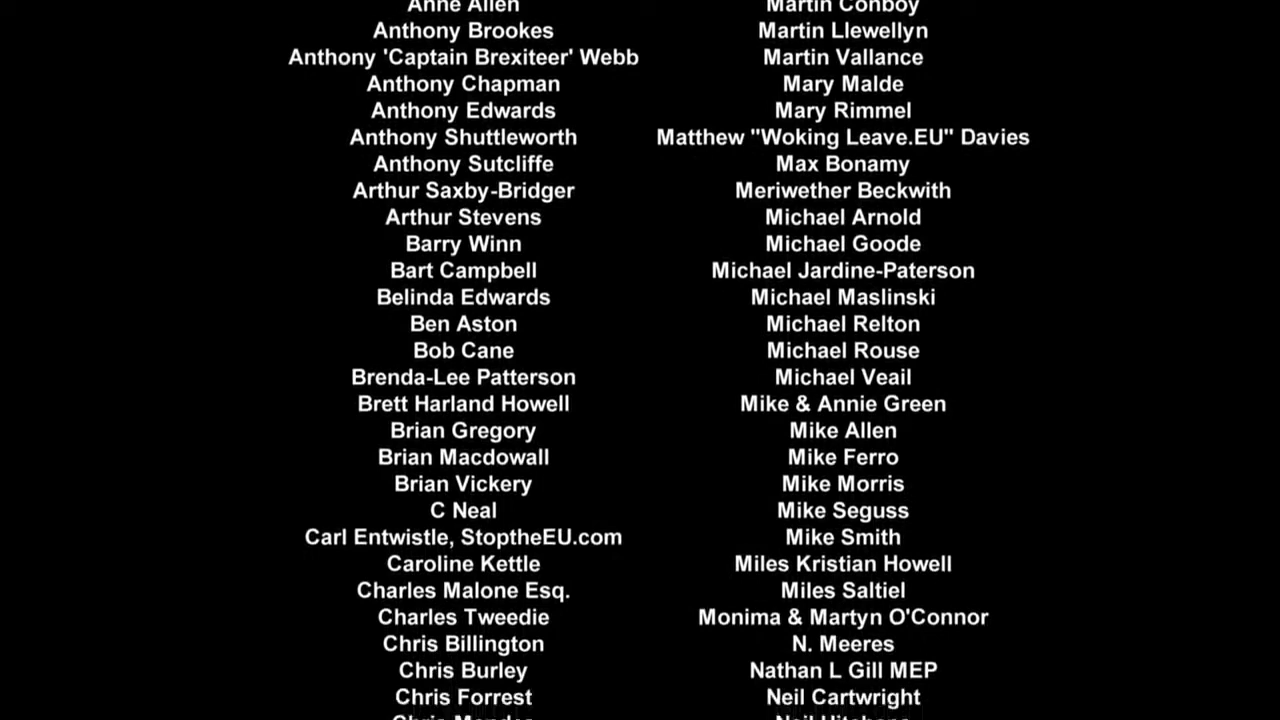 Anne Allen
Anthony Brookes
Anthony 'Captain Brexiteer' Webb
Anthony Chapman
Anthony Edwards
Anthony Shuttleworth
Anthony Sutcliffe
Arthur Saxby-Bridger
Arthur Stevens
Barry Winn
Bart Campbell
Belinda Edwards
Ben Aston
Bob Cane
Brenda-Lee Patterson
Brett Harland Howell
Brian Gregory
Brian Macdowall
Brian Vickery
C Neal
Carl Entwistle, StoptheEU.com
Caroline Kettle
Charles Malone Esq.
Charles Tweedie
Chris Billington
Chris Burley
Chris Forrest
Chris
Martin Conboy
Martin Llewellyn
Martin Vallance
Mary Malde
Mary Rimmel
Matthew "Woking Leave.EU" Davies
Max Bonamy
Meriwether Beckwith
Michael Arnold
Michael Goode
Michael Jardine-Paterson
Michael Maslinski
Michael Relton
Michael Rouse
Michael Veail
Mike & Annie Green
Mike Allen
Mike Ferro
Mike Morris
Mike Seguss
Mike Smith
Miles Kristian Howell
Miles Saltiel
Monima & Martyn O'Connor
N. Meeres
Nathan L Gill MEP
Neil Cartwright
Neil